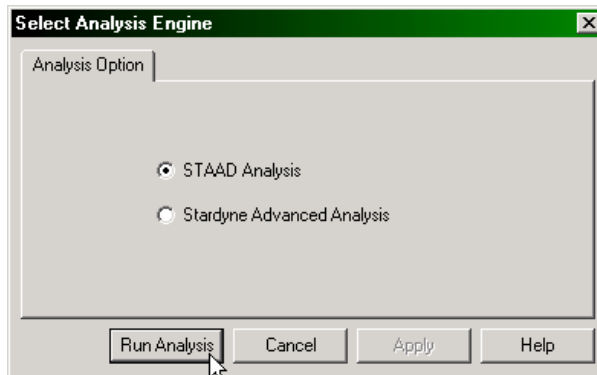 Select Analysis Engine
Analysis Option
STAAD Analysis
Stardyne Advanced Analysis
Run Analysis Cancel Apply Help